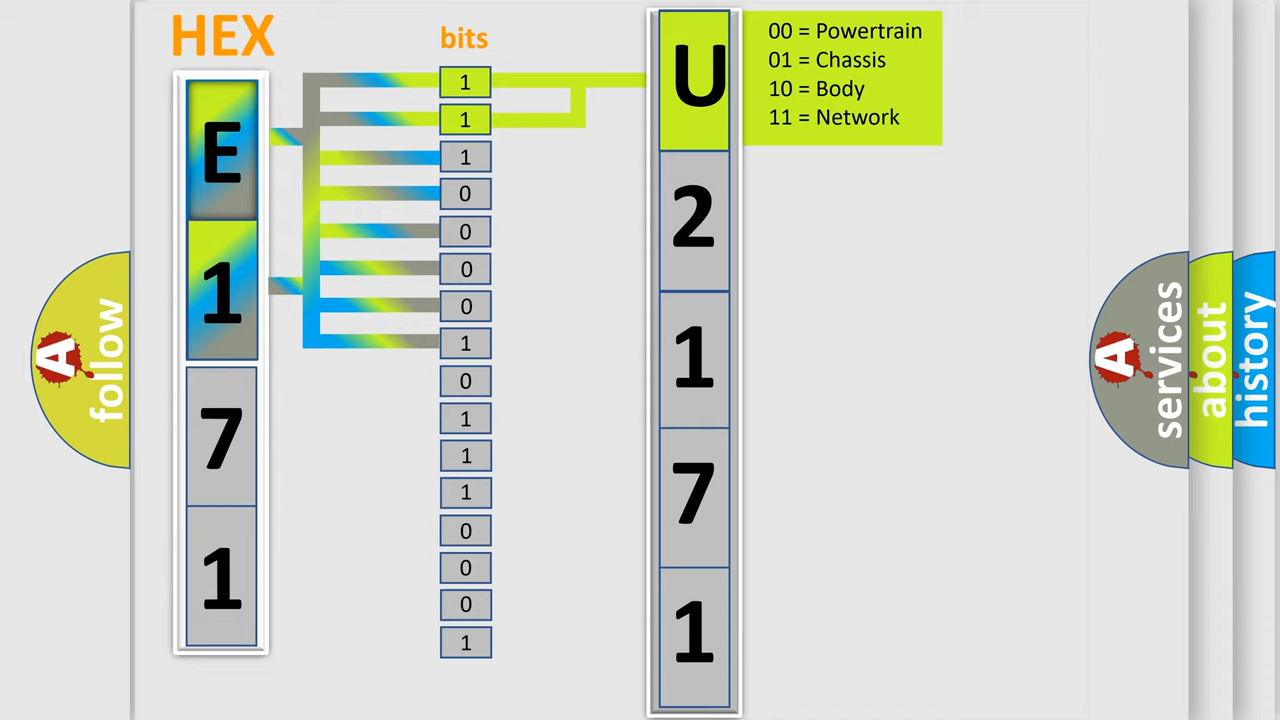 HEX
bits
E
1
7
1
1
1
1
0
0
0
0
1
0
1
1
1
0
0
0
1
U
2
1
7
1
00 = Powertrain
01 = Chassis
10 = Body
11 = Network
A
follow
A
services
about
history